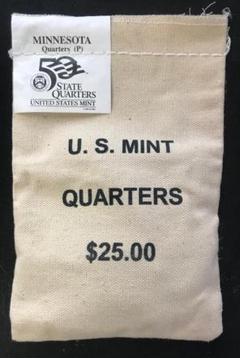 MINNESOTA
Quarters (P)
50
STATE
QUARTERS
UNITED STATES MINT
U. S. MINT
QUARTERS
$25.00